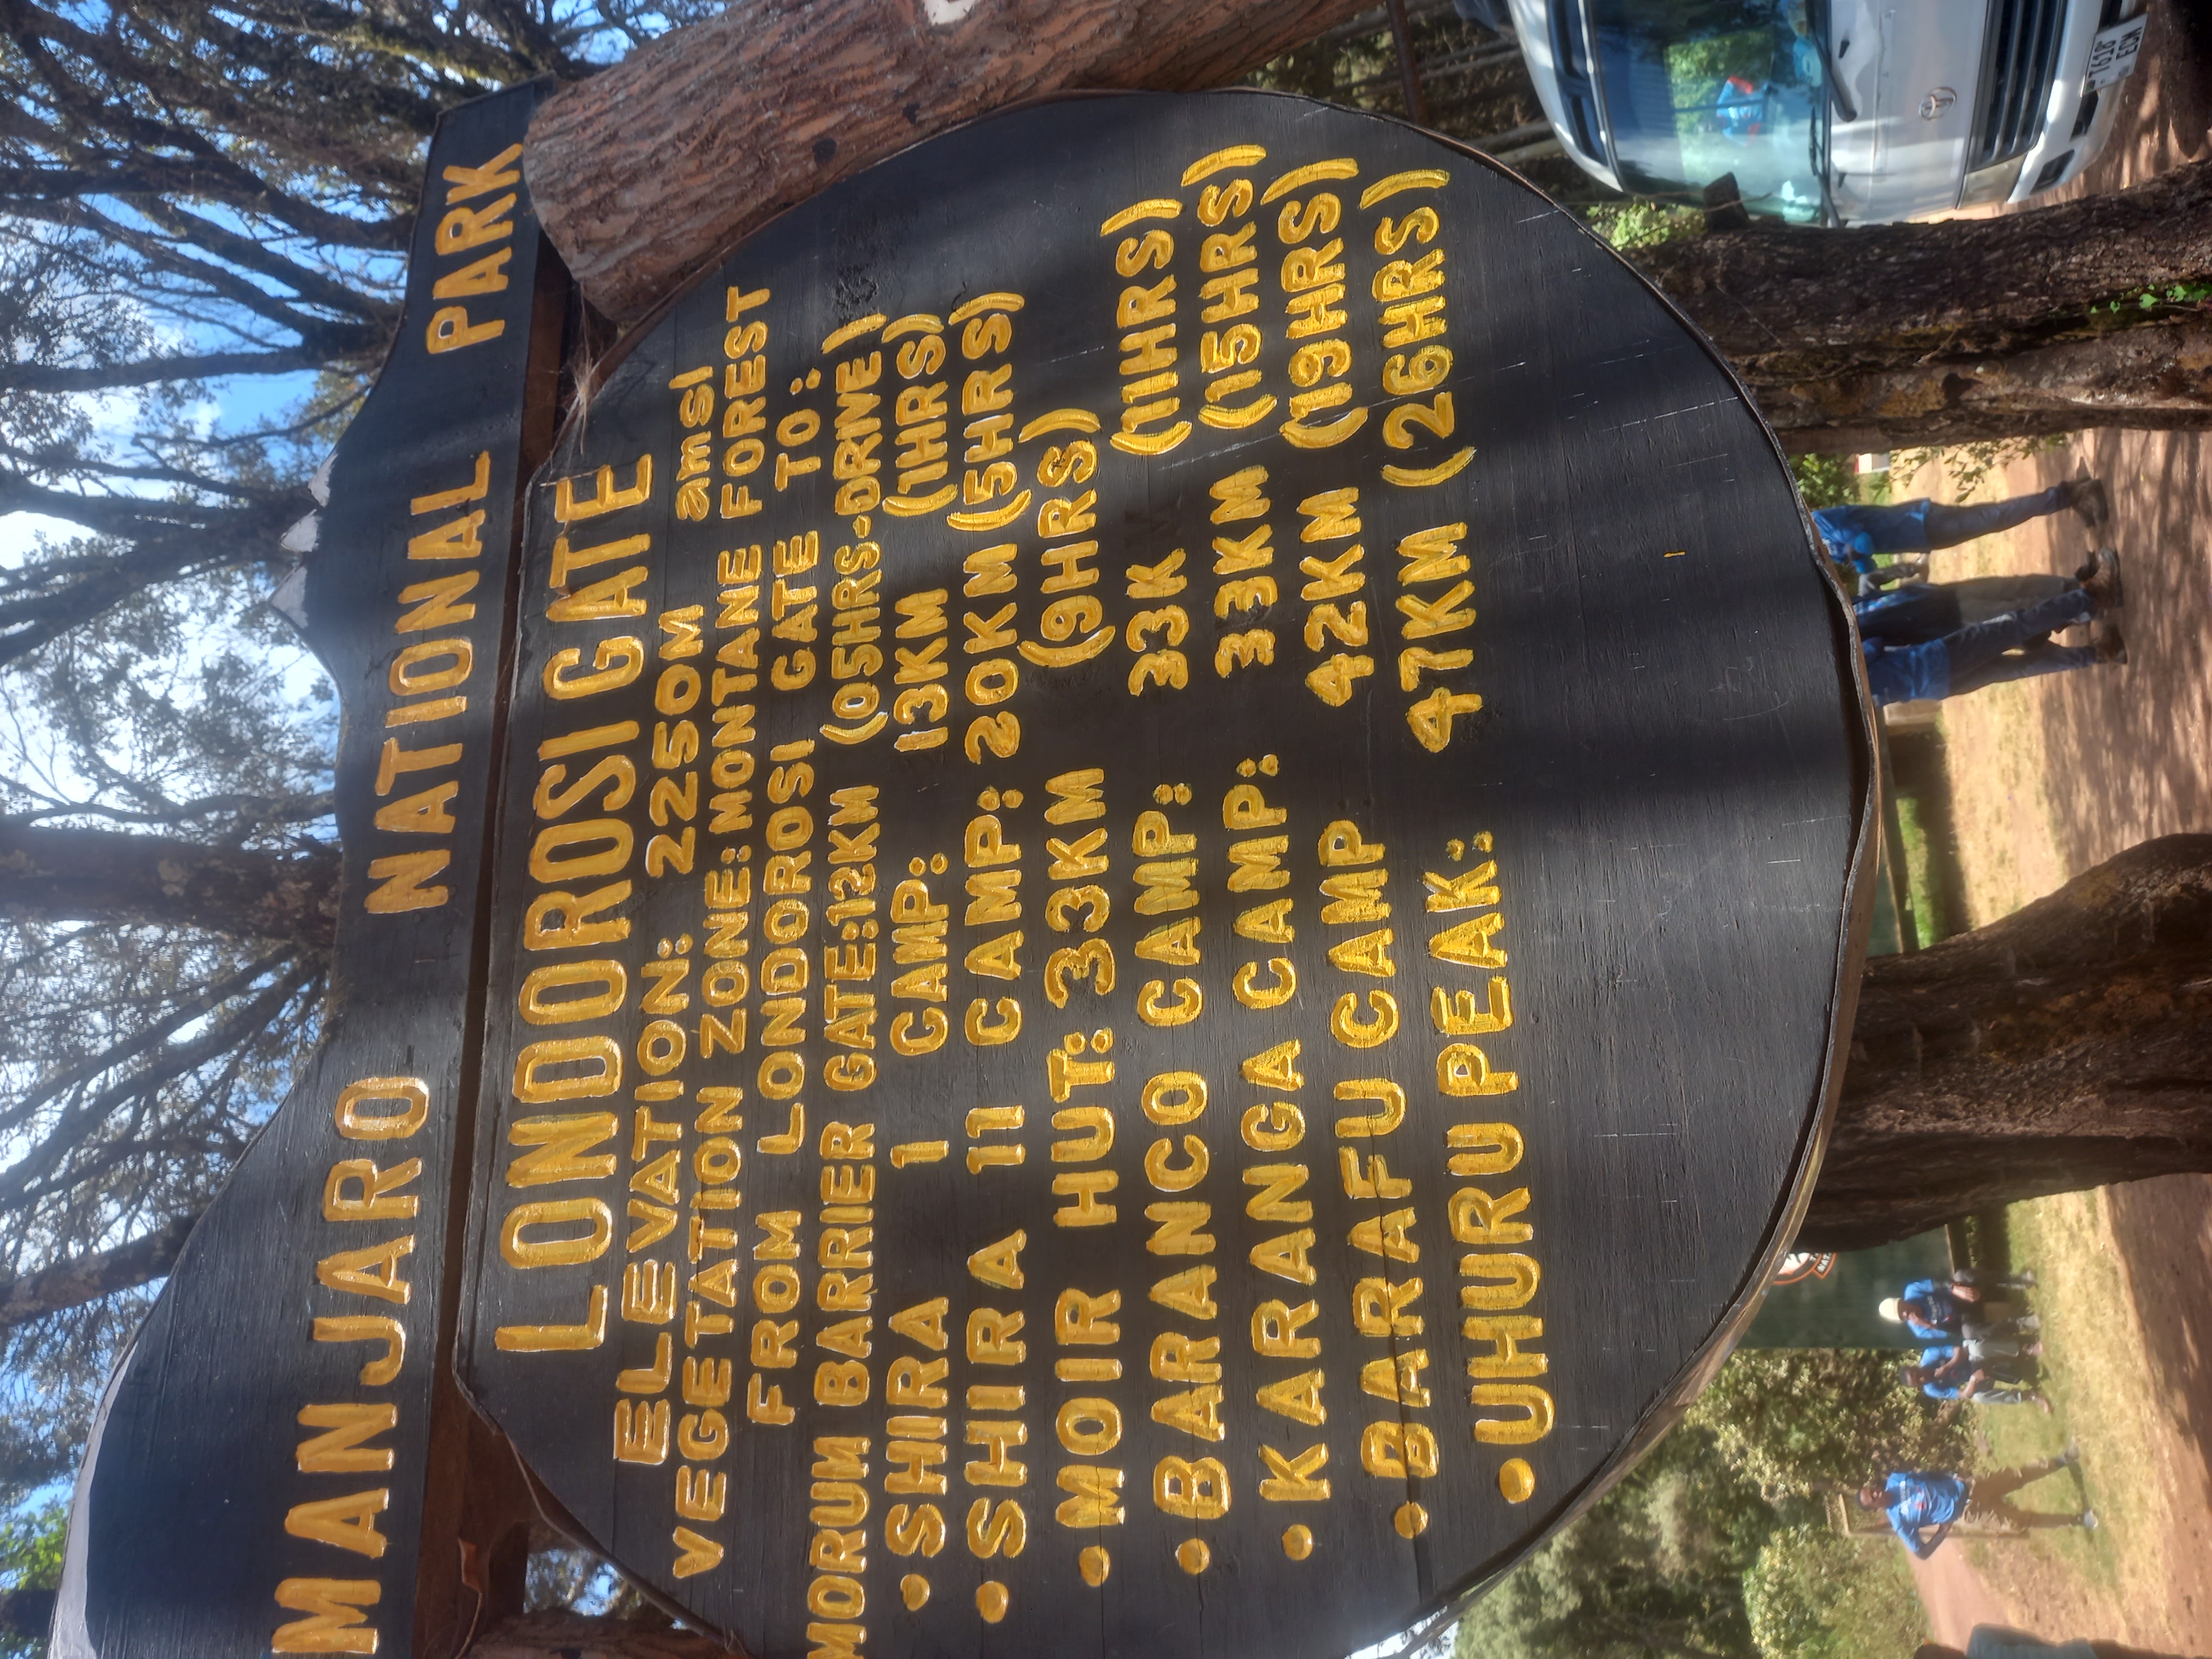 MANJARO NATIONAL PARK
LONDOROSI GATE
ELEVATION: 2250M amsl
VEGETATION ZONE: MONTANE FOREST
FROM LONDOROSI GATE TO:
MORUM BARRIER GATE:12KM (05HRS-DRIVE)
• SHIRA 1 CAMP: 13KM (1HRS)
• SHIRA 11 CAMP: 20KM (5HRS)
• MOIR HUT: 33KM (9HRS)
• BARANCO CAMP: 33K (11HRS)
• KARANGA CAMP: 33KM (15HRS)
• BARAFU CAMP 42KM (19HRS)
• UHURU PEAK: 47KM (26HRS)